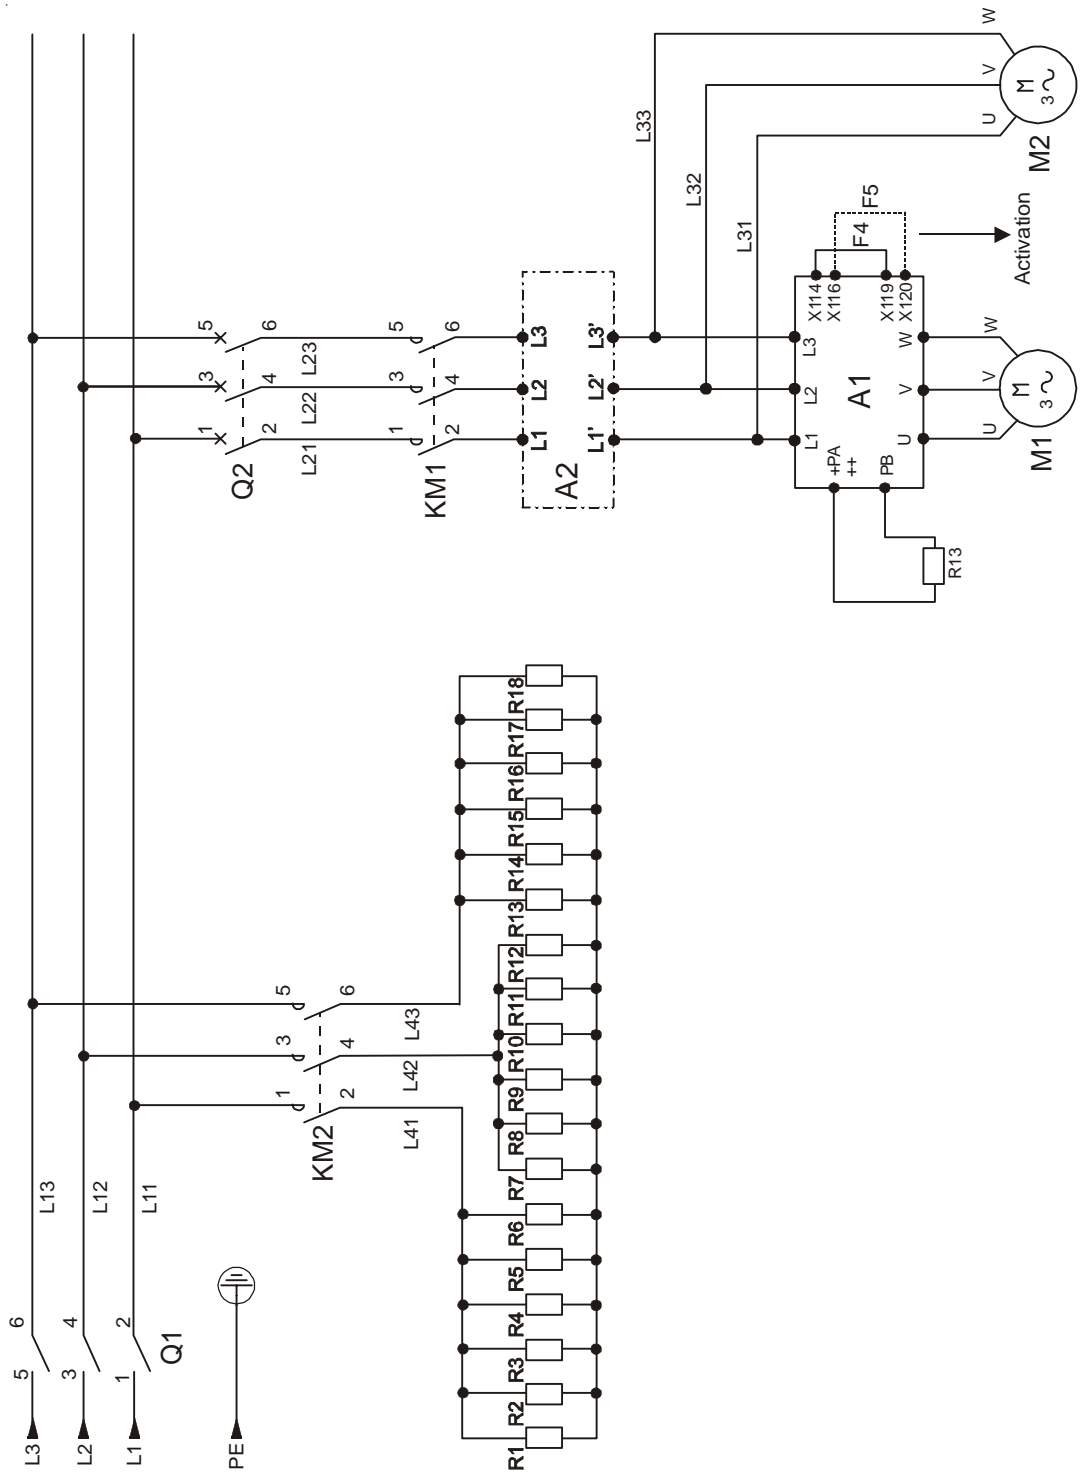 L3
5
6
L13
L2
3
4
L12
L1
1
2
L11
Q1
PE
5
6
L43
3
4
L42
1
2
L41
KM2
R1
R2
R3
R4
R5
R6
R7
R8
R9
R10
R11
R12
R13
R14
R15
R16
R17
R18
5
6
L23
3
4
L22
1
2
L21
Q2
5
6
3
4
1
2
KM1
L3
L2
L1
A2
L3'
L2'
L1'
L33
L32
L31
L3
L2
L1
A1
+PA
++
PB
R13
X114
X116
X119
X120
F4
F5
Activation
W
V
U
W
V
U
M
3
M1
W
V
U
M
3
M2